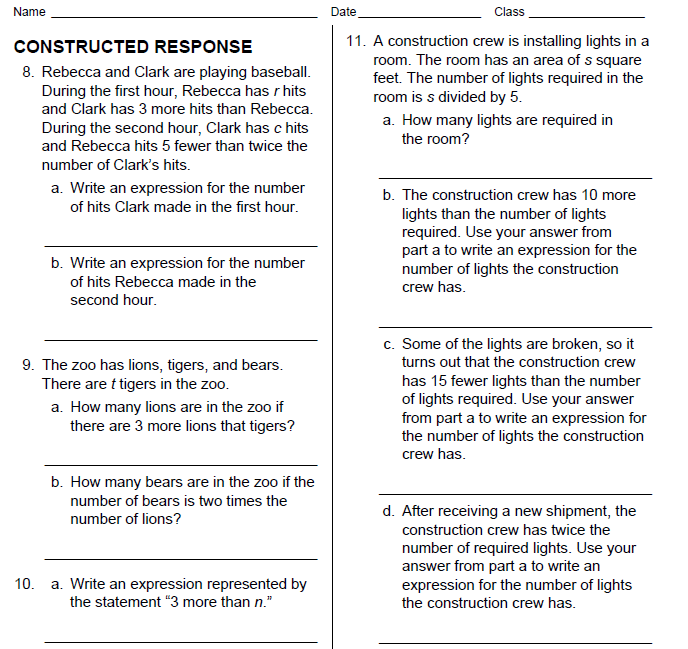 Name Date Class
CONSTRUCTED RESPONSE
8. Rebecca and Clark are playing baseball.
During the first hour, Rebecca has r hits
and Clark has 3 more hits than Rebecca.
During the second hour, Clark has c hits
and Rebecca hits 5 fewer than twice the
number of Clark's hits.
a. Write an expression for the number
of hits Clark made in the first hour.
b. Write an expression for the number
of hits Rebecca made in the
second hour.
9. The zoo has lions, tigers, and bears.
There are t tigers in the zoo.
a. How many lions are in the zoo if
there are 3 more lions that tigers?
b. How many bears are in the zoo if the
number of bears is two times the
number of lions?
10. a. Write an expression represented by
the statement “3 more than n.”
11. A construction crew is installing lights in a
room. The room has an area of s square
feet. The number of lights required in the
room is s divided by 5.
a. How many lights are required in
the room?
b. The construction crew has 10 more
lights than the number of lights
required. Use your answer from
part a to write an expression for the
number of lights the construction
crew has.
c. Some of the lights are broken, so it
turns out that the construction crew
has 15 fewer lights than the number
of lights required. Use your answer
from part a to write an expression for
the number of lights the construction
crew has.
d. After receiving a new shipment, the
construction crew has twice the
number of required lights. Use your
answer from part a to write an
expression for the number of lights
the construction crew has.